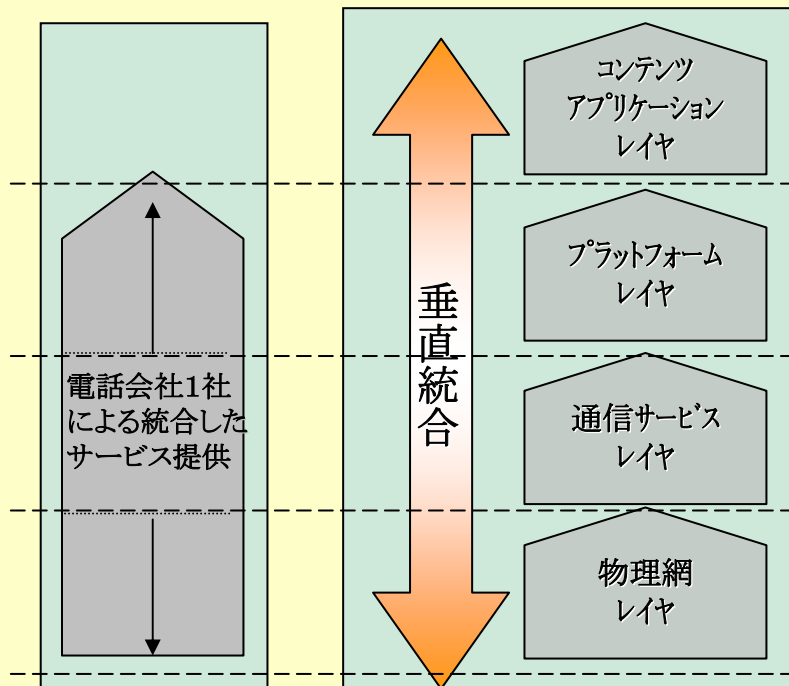 電話会社１社
による統合した
サービス提供
垂直統合
コンテンツ
アプリケーション
レイヤ
プラットフォーム
レイヤ
通信サービス
レイヤ
物理網
レイヤ